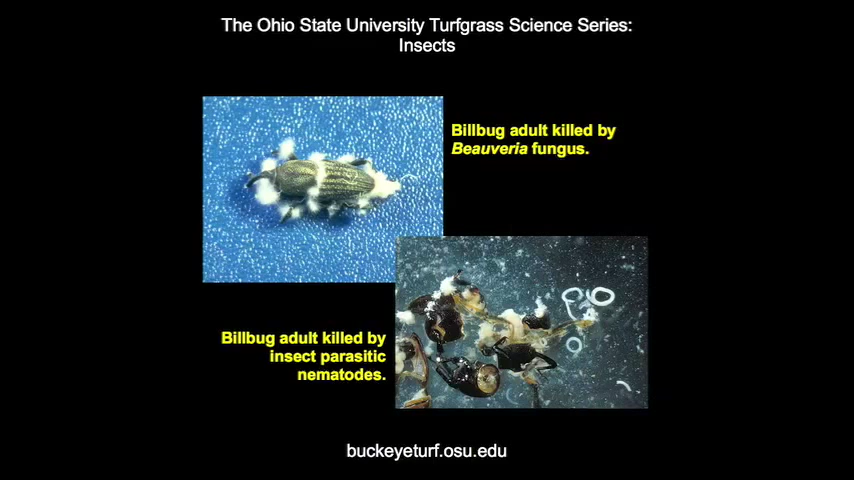 The Ohio State University Turfgrass Science Series:
Insects
Billbug adult killed by
Beauveria fungus.
Billbug adult killed by
insect parasitic
nematodes.
buckeyeturf.osu.edu